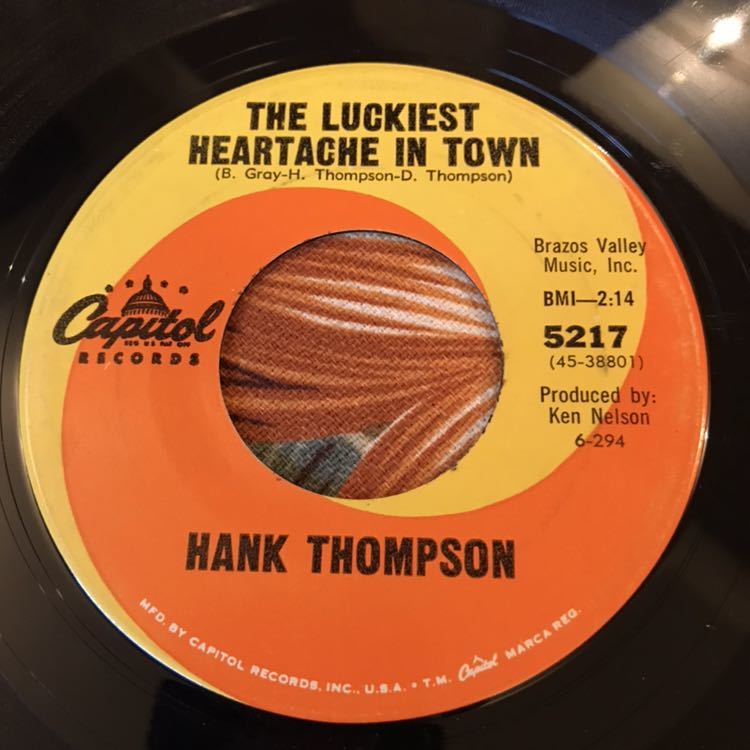 THE LUCKIEST
HEARTACHE IN TOWN
(B. Gray-H. Thompson-D. Thompson)
Brazos Valley
Music, Inc.
BMI—2:14
5217
(45-38801)
Produced by:
Ken Nelson
6-294
Capitol
RECORDS
HANK THOMPSON
MFD. BY CAPITOL RECORDS, INC., U.S.A. • T.M. Capitol MARCA REG.